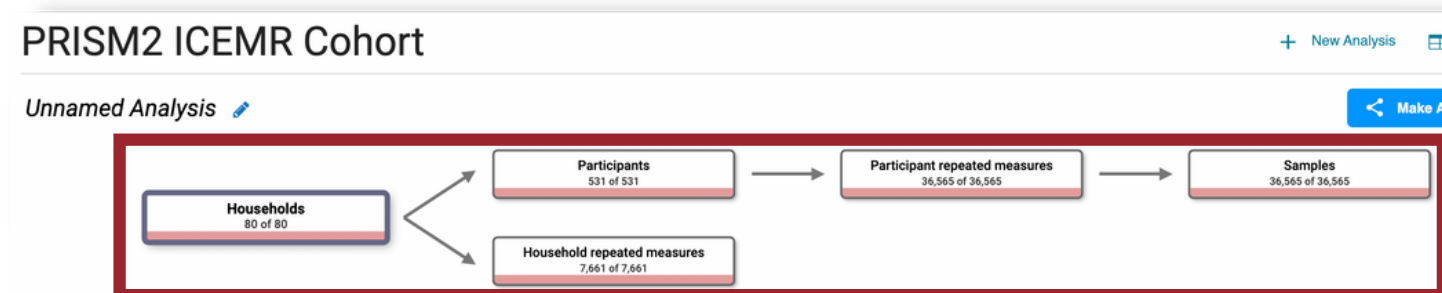 PRISM2 ICEMR Cohort
+ New Analysis
Unnamed Analysis
Make A
Households
80 of 80
Participants
531 of 531
Participant repeated measures
36,565 of 36,565
Samples
36,565 of 36,565
Household repeated measures
7,661 of 7,661